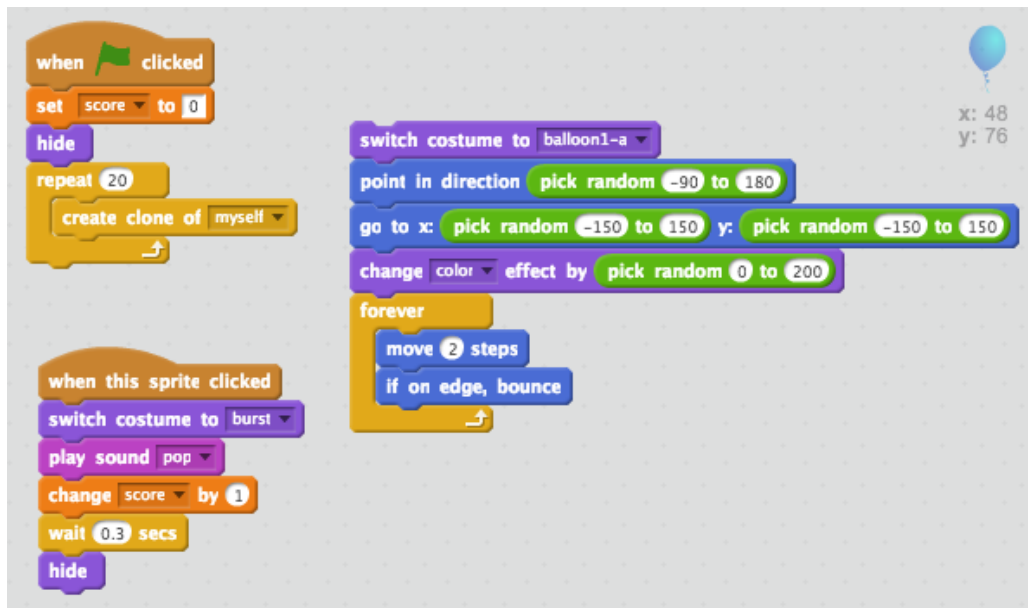 when clicked
set score to 0
hide
repeat 20
create clone of myself
when this sprite clicked
switch costume to burst
play sound pop
change score by 1
wait 0.3 secs
hide
switch costume to balloon1-a
point in direction pick random -90 to 180
go to x: pick random -150 to 150 y: pick random -150 to 150
change color effect by pick random 0 to 200
forever
move 2 steps
if on edge, bounce
x: 48
y: 76